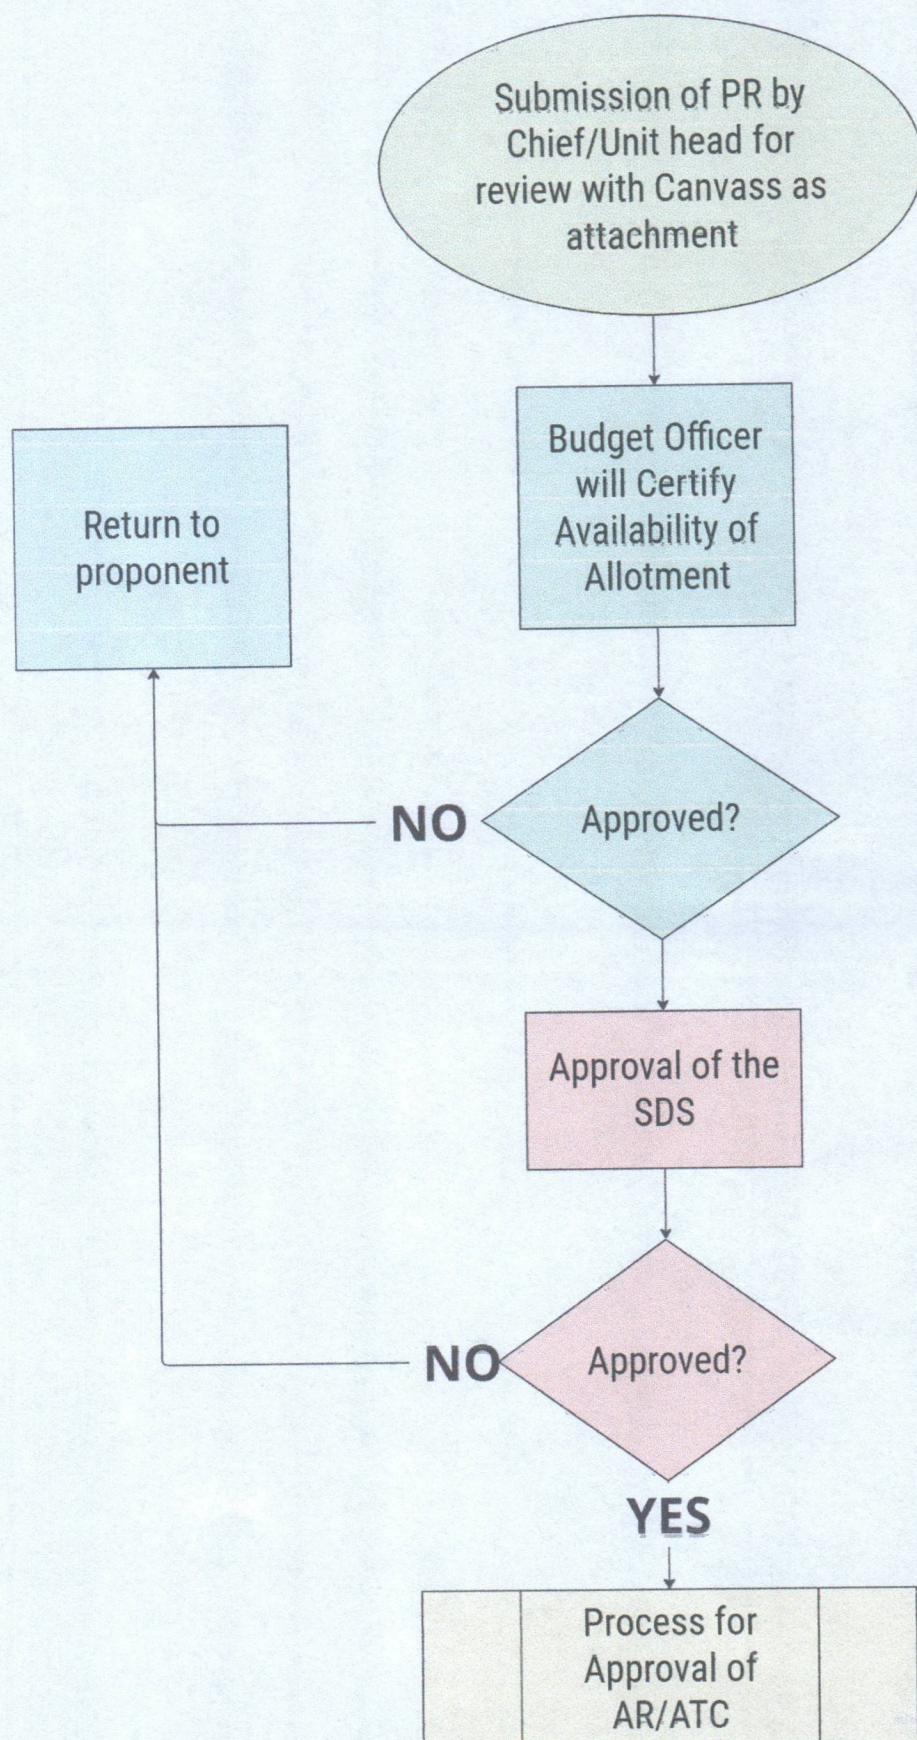 Submission of PR by
Chief/Unit head for
review with Canvass as
attachment
Budget Officer
will Certify
Availability of
Allotment
Return to
proponent
NO
Approved?
Approval of the
SDS
NO
Approved?
YES
Process for
Approval of
AR/ATC